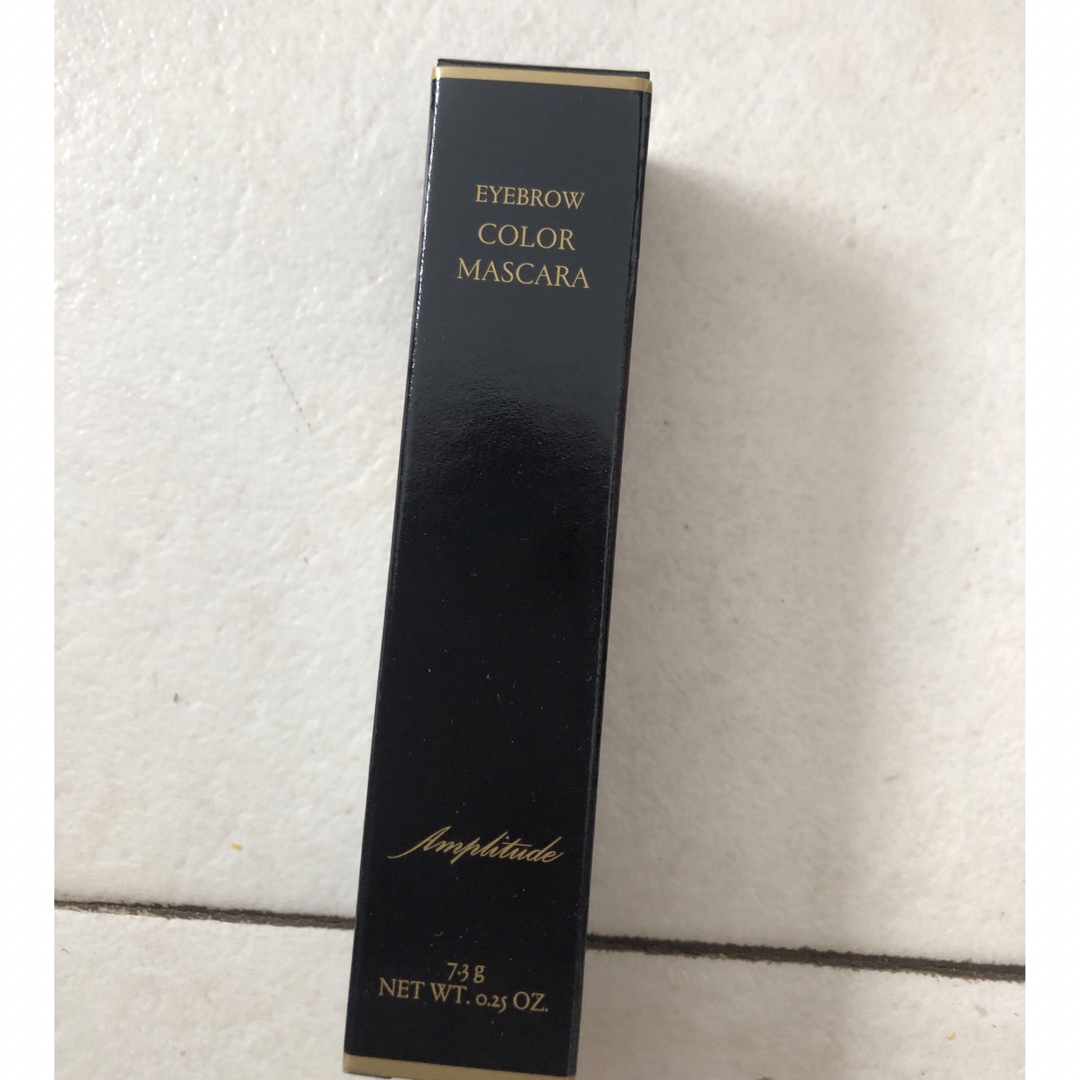 EYEBROW
COLOR
MASCARA
Amplitude
7.3 g
NET WT. 0.25 OZ.